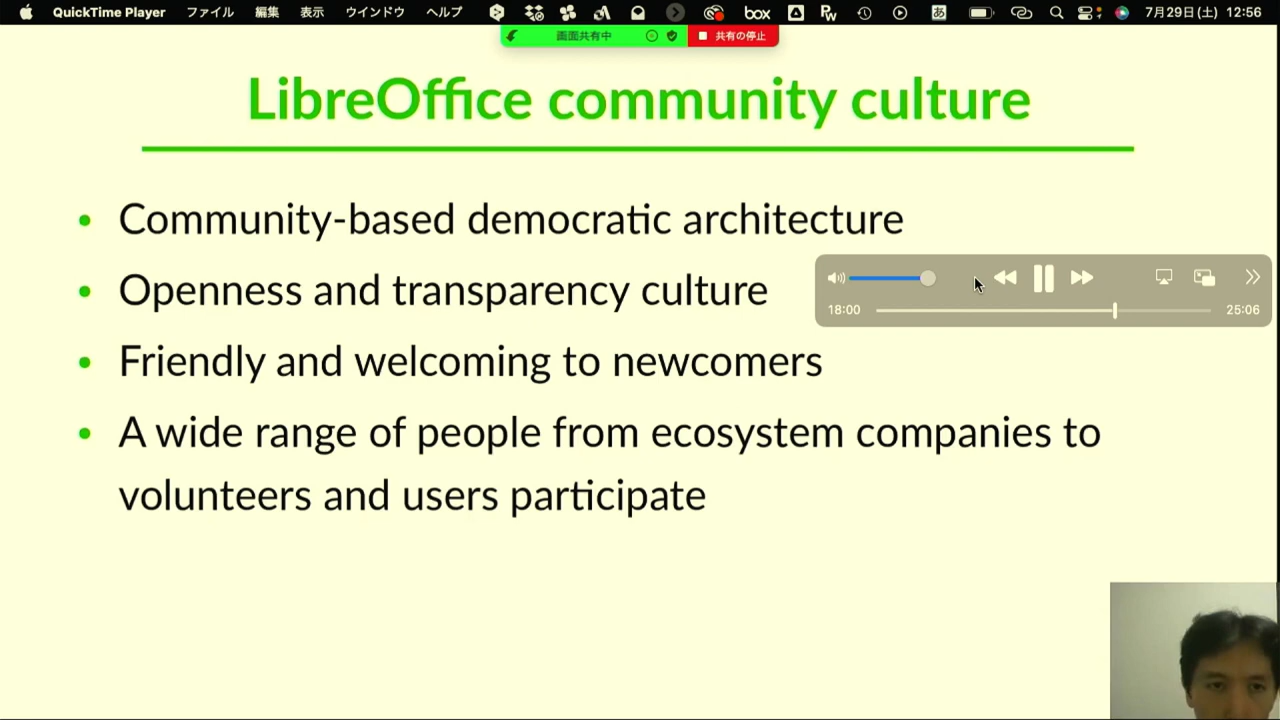 QuickTime Player ファイル 編集 表示 ウインドウ ヘルプ box あ 7月29日(土) 12:56
画面共有中 共有の停止
LibreOffice community culture
• Community-based democratic architecture
• Openness and transparency culture
18:00 25:06
• Friendly and welcoming to newcomers
• A wide range of people from ecosystem companies to
volunteers and users participate